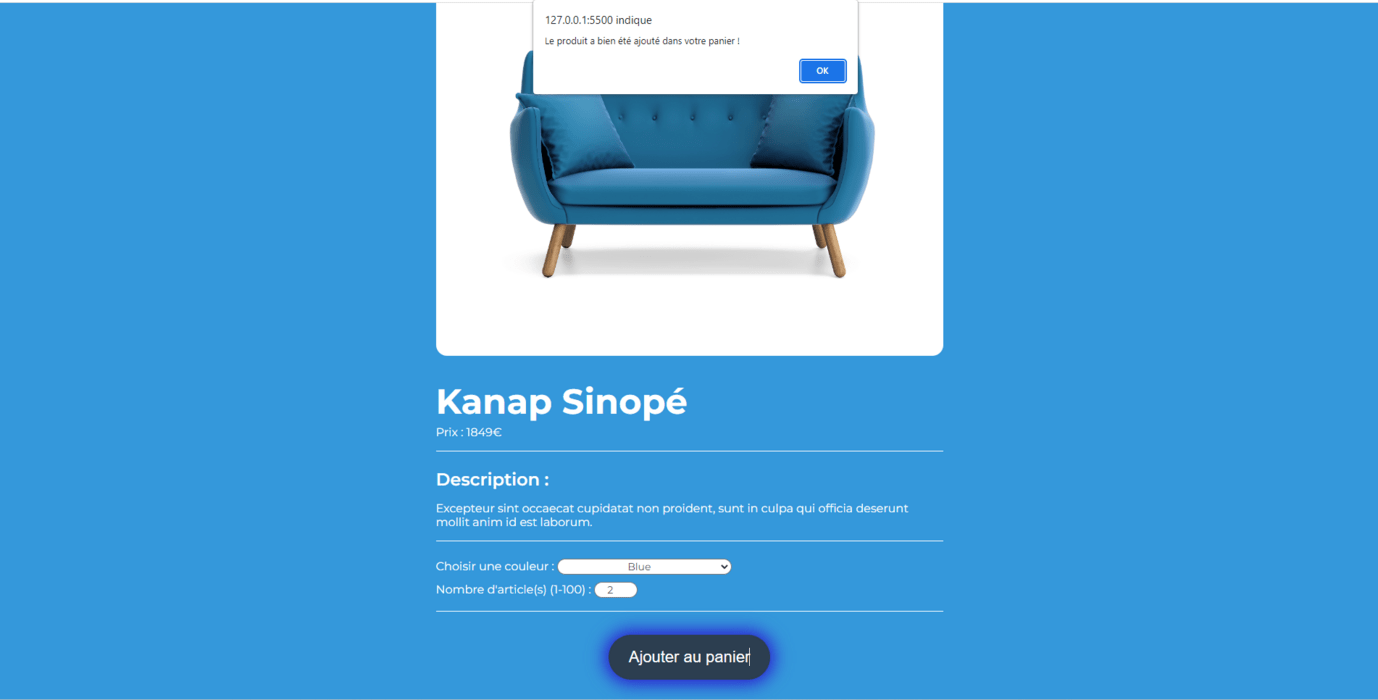 127.0.0.1:5500 indique
Le produit a bien été ajouté dans votre panier !
OK
Kanap Sinopé
Prix : 1849€
Description :
Excepteur sint occaecat cupidatat non proident, sunt in culpa qui officia deserunt
mollit anim id est laborum.
Choisir une couleur : Blue
Nombre d'article(s) (1-100) : 2
Ajouter au panier